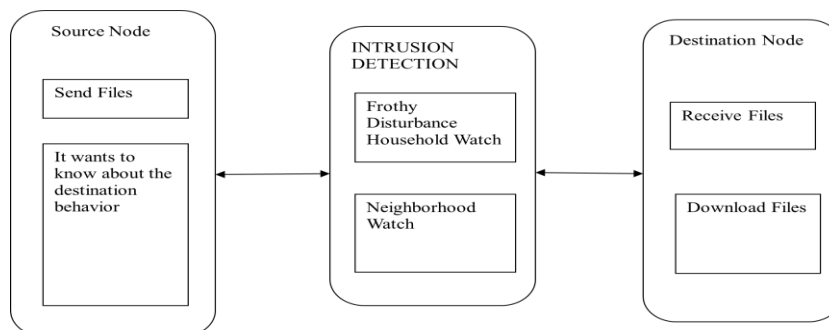 Source Node
Send Files
It wants to
know about the
destination
behavior
INTRUSION
DETECTION
Frothy
Disturbance
Household Watch
Neighborhood
Watch
Destination Node
Receive Files
Download Files